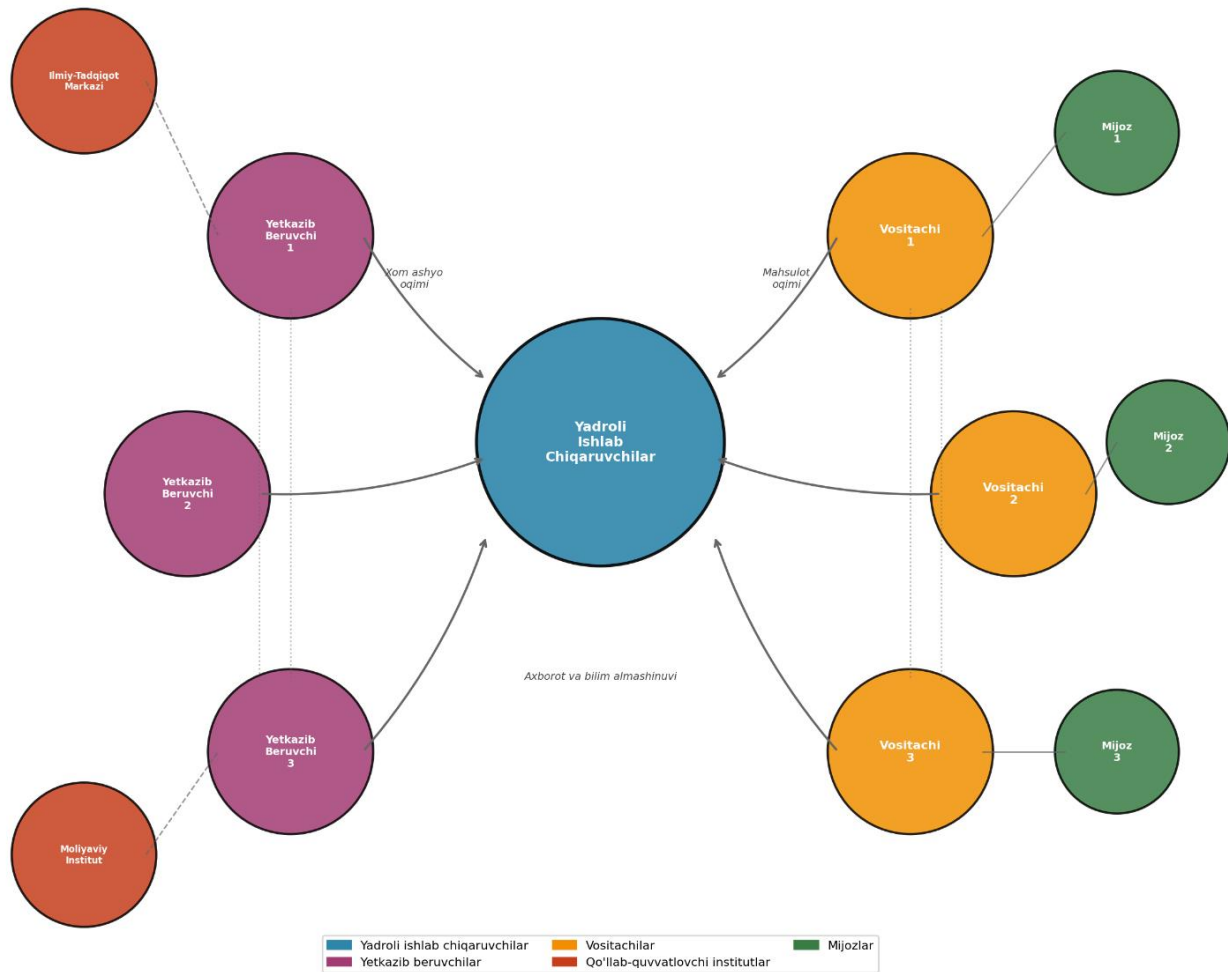 Ilmiy-Tadqiqot
Markazi
Mijoz
1
Yetkazib
Beruvchi
1
Vositachi
1
Xom ashyo
oqimi
Mahsulot
oqimi
Yadroli
Ishlab
Chiqaruvchilar
Mijoz
2
Yetkazib
Beruvchi
2
Vositachi
2
Axborot va bilim almashinuvi
Yetkazib
Beruvchi
3
Vositachi
3
Mijoz
3
Moliyaviy
Institut
Yadroli ishlab chiqaruvchilar
Yetkazib beruvchilar
Vositachilar
Qo'llab-quvvatlovchi institutlar
Mijozlar